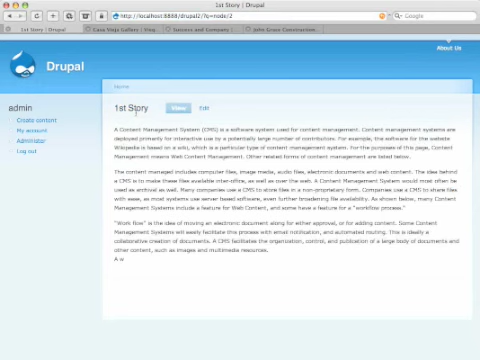 1st Story | Drupal
http://localhost:8888/drupal2/?q=node/2
Google
1st Story | Drupal
Casa Vieja Gallery | Visu...
Success and Company |
John Grove Construction...
About Us
Drupal
Home
admin
Create content
My account
Administer
Log out
1st Story
View
Edit
A Content Management System (CMS) is a software system used for content management. Content management systems are
deployed primarily for interactive use by a potentially large number of contributors. For example, the software for the website
Wikipedia is based on a wiki, which is a particular type of content management system. For the purposes of this page, Content
Management means Web Content Management. Other related forms of content management are listed below.
The content managed includes computer files, image media, audio files, electronic documents and web content. The idea behind
a CMS is to make these files available inter-office, as well as over the web. A Content Management System would most often be
used as archival as well. Many companies use a CMS to store files in a non-proprietary form. Companies use a CMS to share files
with ease, as most systems use server based software, even further broadening file availability. As shown below, many Content
Management Systems include a feature for Web Content, and some have a feature for a "workflow process."
"Work flow" is the idea of moving an electronic document along for either approval, or for adding content. Some Content
Management Systems will easily facilitate this process with email notification, and automated routing. This is ideally a
collaborative creation of documents. A CMS facilitates the organization, control, and publication of a large body of documents and
other content, such as images and multimedia resources.
A w